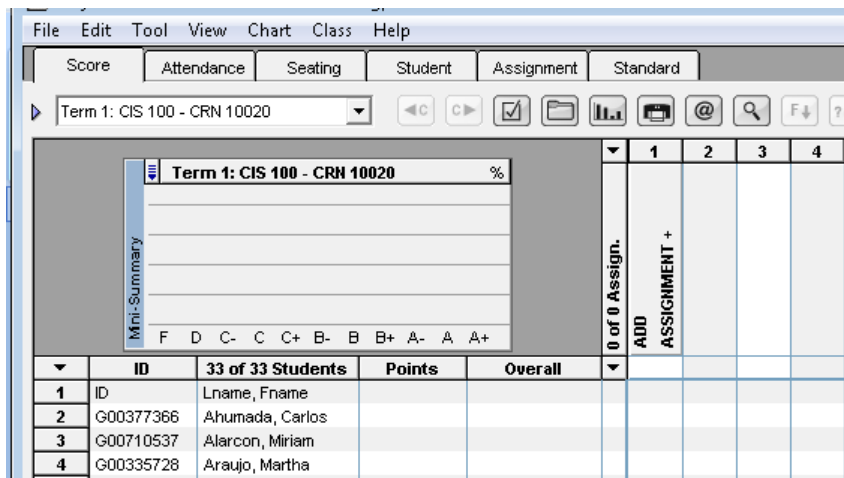 File Edit Tool View Chart Class Help
Score Attendance Seating Student Assignment Standard
Term 1: CIS 100 - CRN 10020 C C @ F ?
1 2 3 4
Term 1: CIS 100 - CRN 10020 %
Mini-Summary
F D C- C C+ B- B B+ A- A A+
0 of 0 Assign.
ADD
ASSIGNMENT +
ID 33 of 33 Students Points Overall
1 ID Lname, Fname
2 G00377366 Ahumada, Carlos
3 G00710537 Alarcon, Miriam
4 G00335728 Araujo, Martha